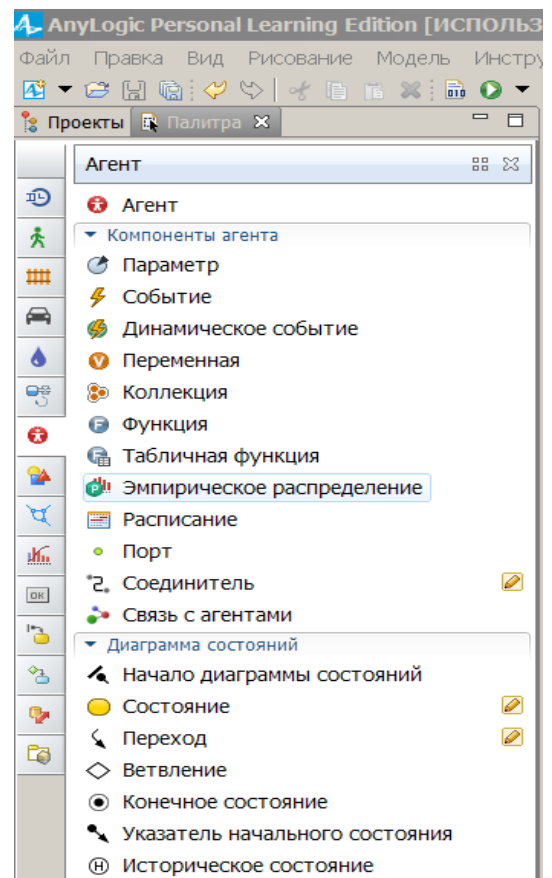 AnyLogic Personal Learning Edition [ИСПОЛЬЗ
Файл Правка Вид Рисование Модель Инстру
Проекты Палитра
Агент
Агент
Компоненты агента
Параметр
Событие
Динамическое событие
Переменная
Коллекция
Функция
Табличная функция
Эмпирическое распределение
Расписание
Порт
Соединитель
Связь с агентами
Диаграмма состояний
Начало диаграммы состояний
Состояние
Переход
Ветвление
Конечное состояние
Указатель начального состояния
Историческое состояние
OK